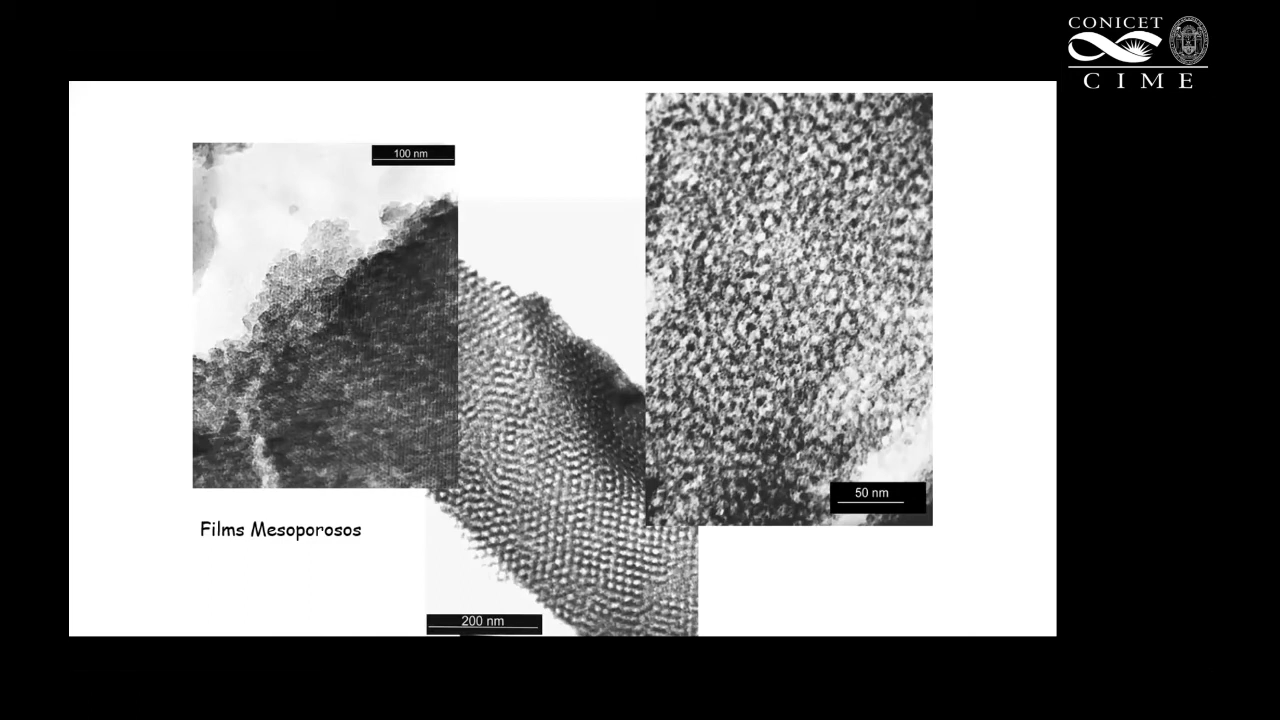 CONICET
CIME
100 nm
50 nm
Films Mesoporosos
200 nm